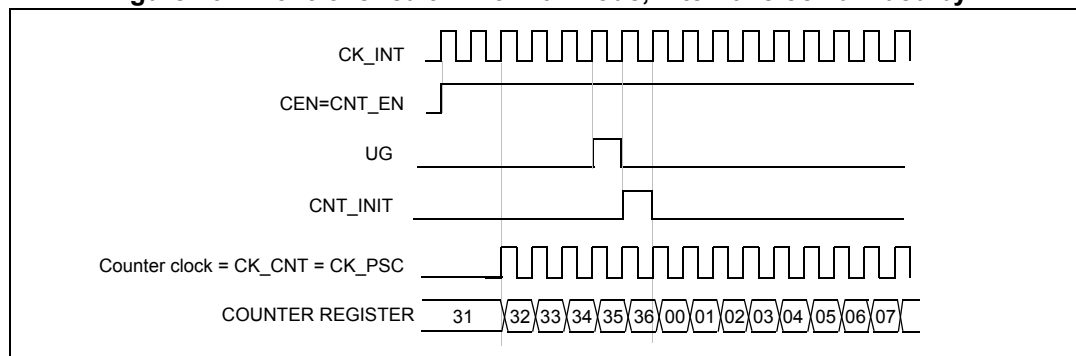 CK_INT
CEN=CNT_EN
UG
CNT_INIT
Counter clock = CK_CNT = CK_PSC
COUNTER REGISTER 31 32 33 34 35 36 00 01 02 03 04 05 06 07